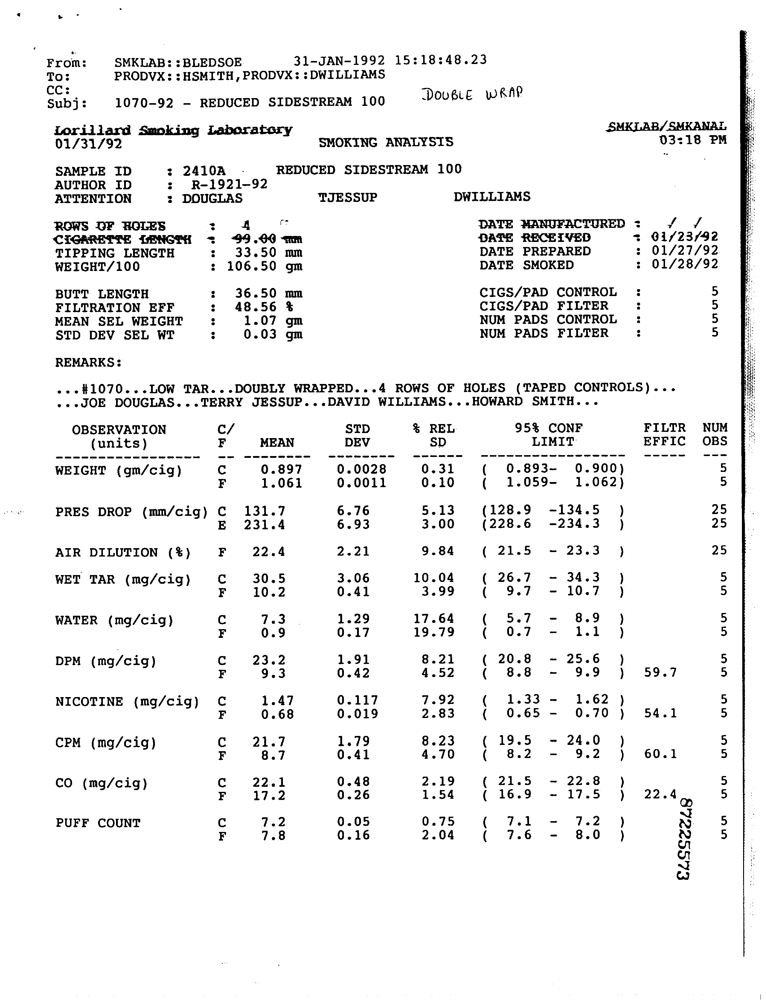 From: SMKLAB::BLEDSOE 31-JAN-1992 15:18:48.23
To: PRODVX::HSMITH,PRODVX::DWILLIAMS
CC:
Subj: 1070-92 - REDUCED SIDESTREAM 100 DOUBLE WRAP
Lorillard Smoking Laboratory SMKLAB/SMKANAL
01/31/92 SMOKING ANALYSIS 03:18 PM
SAMPLE ID : 2410A REDUCED SIDESTREAM 100
AUTHOR ID : R-1921-92
ATTENTION : DOUGLAS TJESSUP DWILLIAMS
ROWS OF HOLES : 4 DATE MANUFACTURED : / /
CIGARETTE LENGTH : 99.00 mm DATE RECEIVED : 01/23/92
TIPPING LENGTH : 33.50 mm DATE PREPARED : 01/27/92
WEIGHT/100 : 106.50 gm DATE SMOKED : 01/28/92
BUTT LENGTH : 36.50 mm CIGS/PAD CONTROL : 5
FILTRATION EFF : 48.56 % CIGS/PAD FILTER : 5
MEAN SEL WEIGHT : 1.07 gm NUM PADS CONTROL : 5
STD DEV SEL WT : 0.03 gm NUM PADS FILTER : 5
REMARKS:
...#1070...LOW TAR...DOUBLY WRAPPED...4 ROWS OF HOLES (TAPED CONTROLS)...
...JOE DOUGLAS...TERRY JESSUP...DAVID WILLIAMS...HOWARD SMITH...
OBSERVATION C/ STD % REL 95% CONF FILTR NUM
(units) F MEAN DEV SD LIMIT EFFIC OBS
WEIGHT (gm/cig) C 0.897 0.0028 0.31 ( 0.893- 0.900) 5
F 1.061 0.0011 0.10 ( 1.059- 1.062) 5
PRES DROP (mm/cig) C 131.7 6.76 5.13 (128.9 -134.5 ) 25
E 231.4 6.93 3.00 (228.6 -234.3 ) 25
AIR DILUTION (%) F 22.4 2.21 9.84 ( 21.5 - 23.3 ) 25
WET TAR (mg/cig) C 30.5 3.06 10.04 ( 26.7 - 34.3 ) 5
F 10.2 0.41 3.99 ( 9.7 - 10.7 ) 5
WATER (mg/cig) C 7.3 1.29 17.64 ( 5.7 - 8.9 ) 5
F 0.9 0.17 19.79 ( 0.7 - 1.1 ) 5
DPM (mg/cig) C 23.2 1.91 8.21 ( 20.8 - 25.6 ) 5
F 9.3 0.42 4.52 ( 8.8 - 9.9 ) 59.7 5
NICOTINE (mg/cig) C 1.47 0.117 7.92 ( 1.33 - 1.62 ) 5
F 0.68 0.019 2.83 ( 0.65 - 0.70 ) 54.1 5
CPM (mg/cig) C 21.7 1.79 8.23 ( 19.5 - 24.0 ) 5
F 8.7 0.41 4.70 ( 8.2 - 9.2 ) 60.1 5
CO (mg/cig) C 22.1 0.48 2.19 ( 21.5 - 22.8 ) 5
F 17.2 0.26 1.54 ( 16.9 - 17.5 ) 22.4 5
PUFF COUNT C 7.2 0.05 0.75 ( 7.1 - 7.2 ) 5
F 7.8 0.16 2.04 ( 7.6 - 8.0 ) 5
87225573